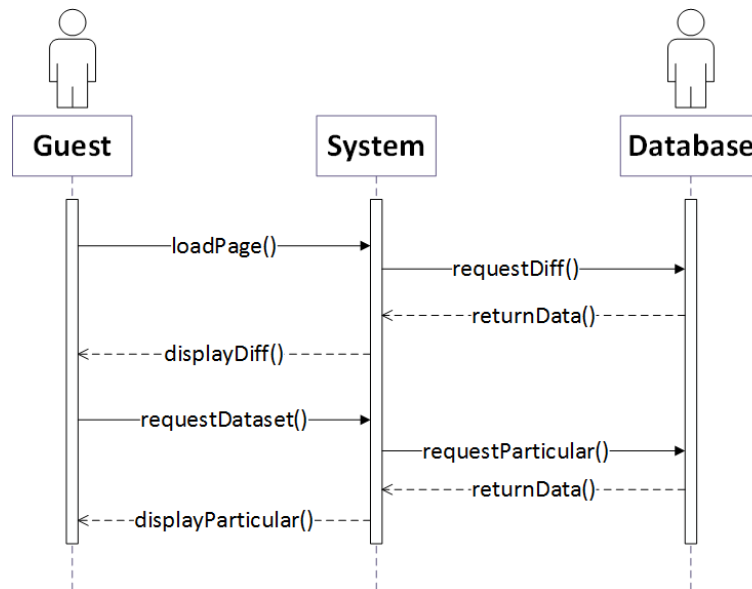 Guest
System
Database
loadPage()
requestDiff()
returnData()
displayDiff()
requestDataset()
requestParticular()
returnData()
displayParticular()